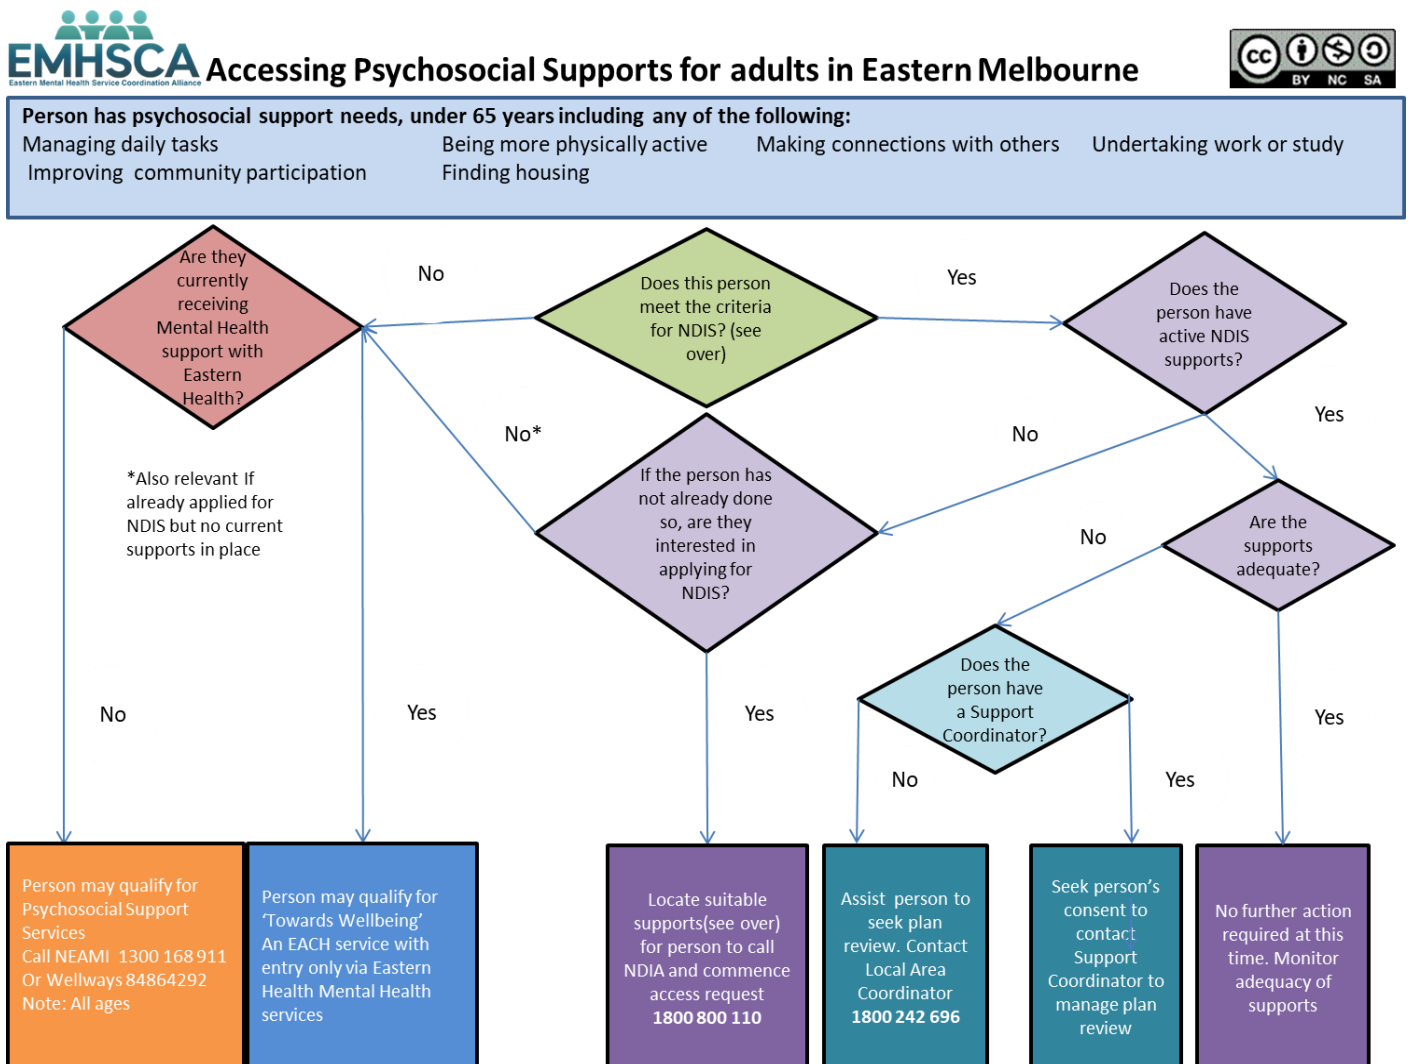 EMHSCA
Eastern Mental Health Service Coordination Alliance
Accessing Psychosocial Supports for adults in Eastern Melbourne
cc
BY NC SA
Person has psychosocial support needs, under 65 years including any of the following:
Managing daily tasks Being more physically active Making connections with others Undertaking work or study
Improving community participation Finding housing
Are they
currently
receiving
Mental Health
support with
Eastern
Health?
No
Does this person
meet the criteria
for NDIS? (see
over)
Yes
Does the
person have
active NDIS
supports?
*Also relevant If
already applied for
NDIS but no current
supports in place
No*
If the person has
not already done
so, are they
interested in
applying for
NDIS?
No
Yes
Are the
supports
adequate?
No
Does the
person have
a Support
Coordinator?
No
Yes
Yes
No
Yes
Yes
Person may qualify for
Psychosocial Support
Services
Call NEAMI 1300 168 911
Or Wellways 84864292
Note: All ages
Person may qualify for
‘Towards Wellbeing’
An EACH service with
entry only via Eastern
Health Mental Health
services
Locate suitable
supports(see over)
for person to call
NDIA and commence
access request
1800 800 110
Assist person to
seek plan
review. Contact
Local Area
Coordinator
1800 242 696
Seek person’s
consent to
contact
Support
Coordinator to
manage plan
review
No further action
required at this
time. Monitor
adequacy of
supports